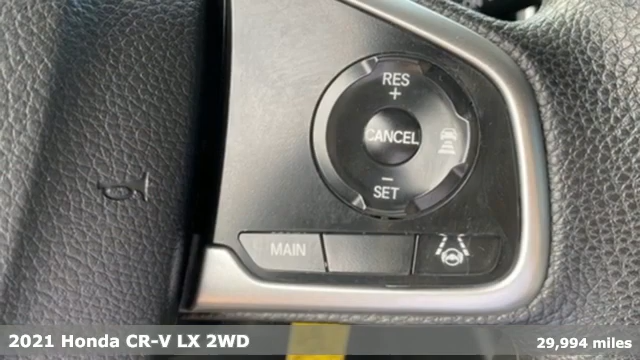 RES
+
CANCEL
−
SET
MAIN
2021 Honda CR-V LX 2WD
29,994 miles